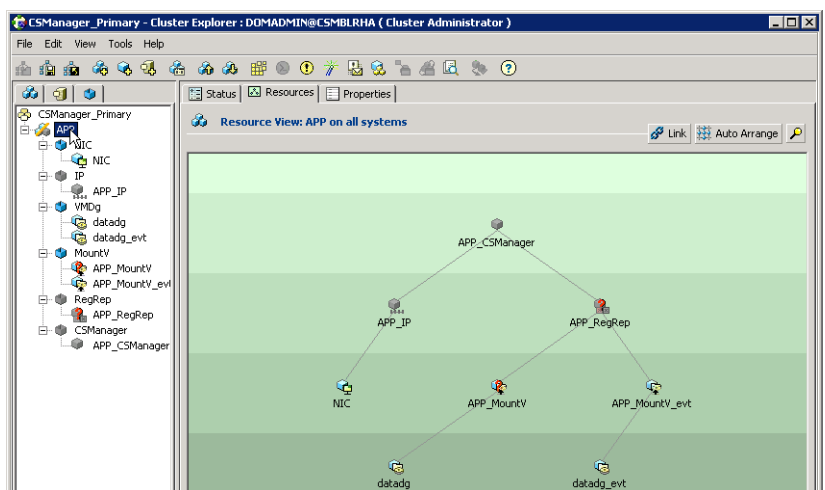 CSManager_Primary - Cluster Explorer : DOMADMIN@CSMBLRHA ( Cluster Administrator )
File Edit View Tools Help
Status Resources Properties
CSManager_Primary
APP
NIC
NIC
IP
APP_IP
VMDg
datadg
datadg_evt
MountV
APP_MountV
APP_MountV_evt
RegRep
APP_RegRep
CSManager
APP_CSManager
Resource View: APP on all systems
Link Auto Arrange
APP_CSManager
APP_IP APP_RegRep
NIC APP_MountV APP_MountV_evt
datadg datadg_evt